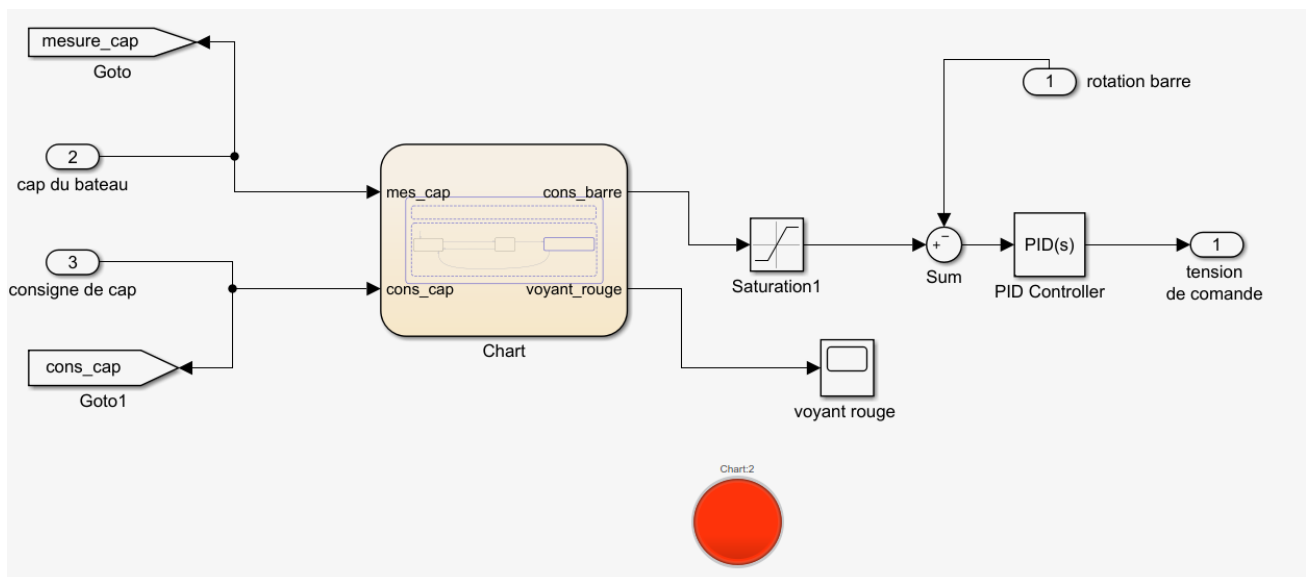 mesure_cap
Goto
1
rotation barre
2
cap du bateau
mes_cap
cons_barre
3
consigne de cap
cons_cap
voyant_rouge
Chart
Saturation1
+
−
Sum
PID(s)
PID Controller
1
tension
de comande
cons_cap
Goto1
voyant rouge
Chart:2